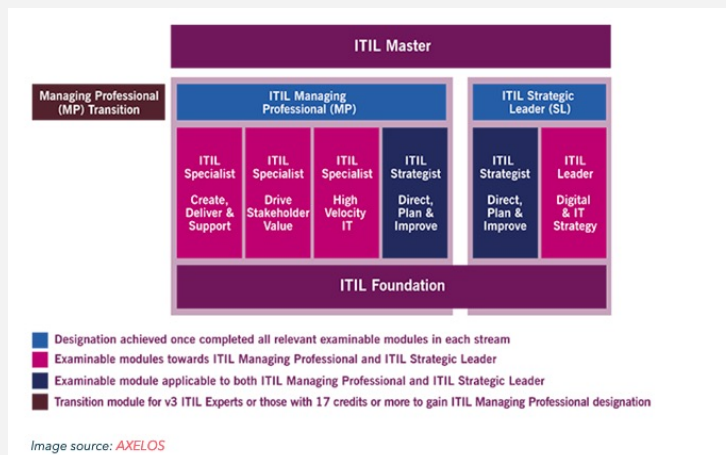 ITIL Master
Managing Professional
(MP) Transition
ITIL Managing
Professional (MP)
ITIL Strategic
Leader (SL)
ITIL
Specialist
Create,
Deliver &
Support
ITIL
Specialist
Drive
Stakeholder
Value
ITIL
Specialist
High
Velocity
IT
ITIL
Strategist
Direct,
Plan &
Improve
ITIL
Strategist
Direct,
Plan &
Improve
ITIL
Leader
Digital
& IT
Strategy
ITIL Foundation
Designation achieved once completed all relevant examinable modules in each stream
Examinable modules towards ITIL Managing Professional and ITIL Strategic Leader
Examinable module applicable to both ITIL Managing Professional and ITIL Strategic Leader
Transition module for v3 ITIL Experts or those with 17 credits or more to gain ITIL Managing Professional designation
Image source: AXELOS